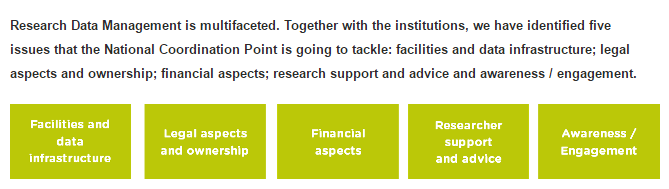 Research Data Management is multifaceted. Together with the institutions, we have identified five
issues that the National Coordination Point is going to tackle: facilities and data infrastructure; legal
aspects and ownership; financial aspects; research support and advice and awareness / engagement.
Facilities and
data
infrastructure
Legal aspects
and ownership
Financial
aspects
Researcher
support
and advice
Awareness /
Engagement